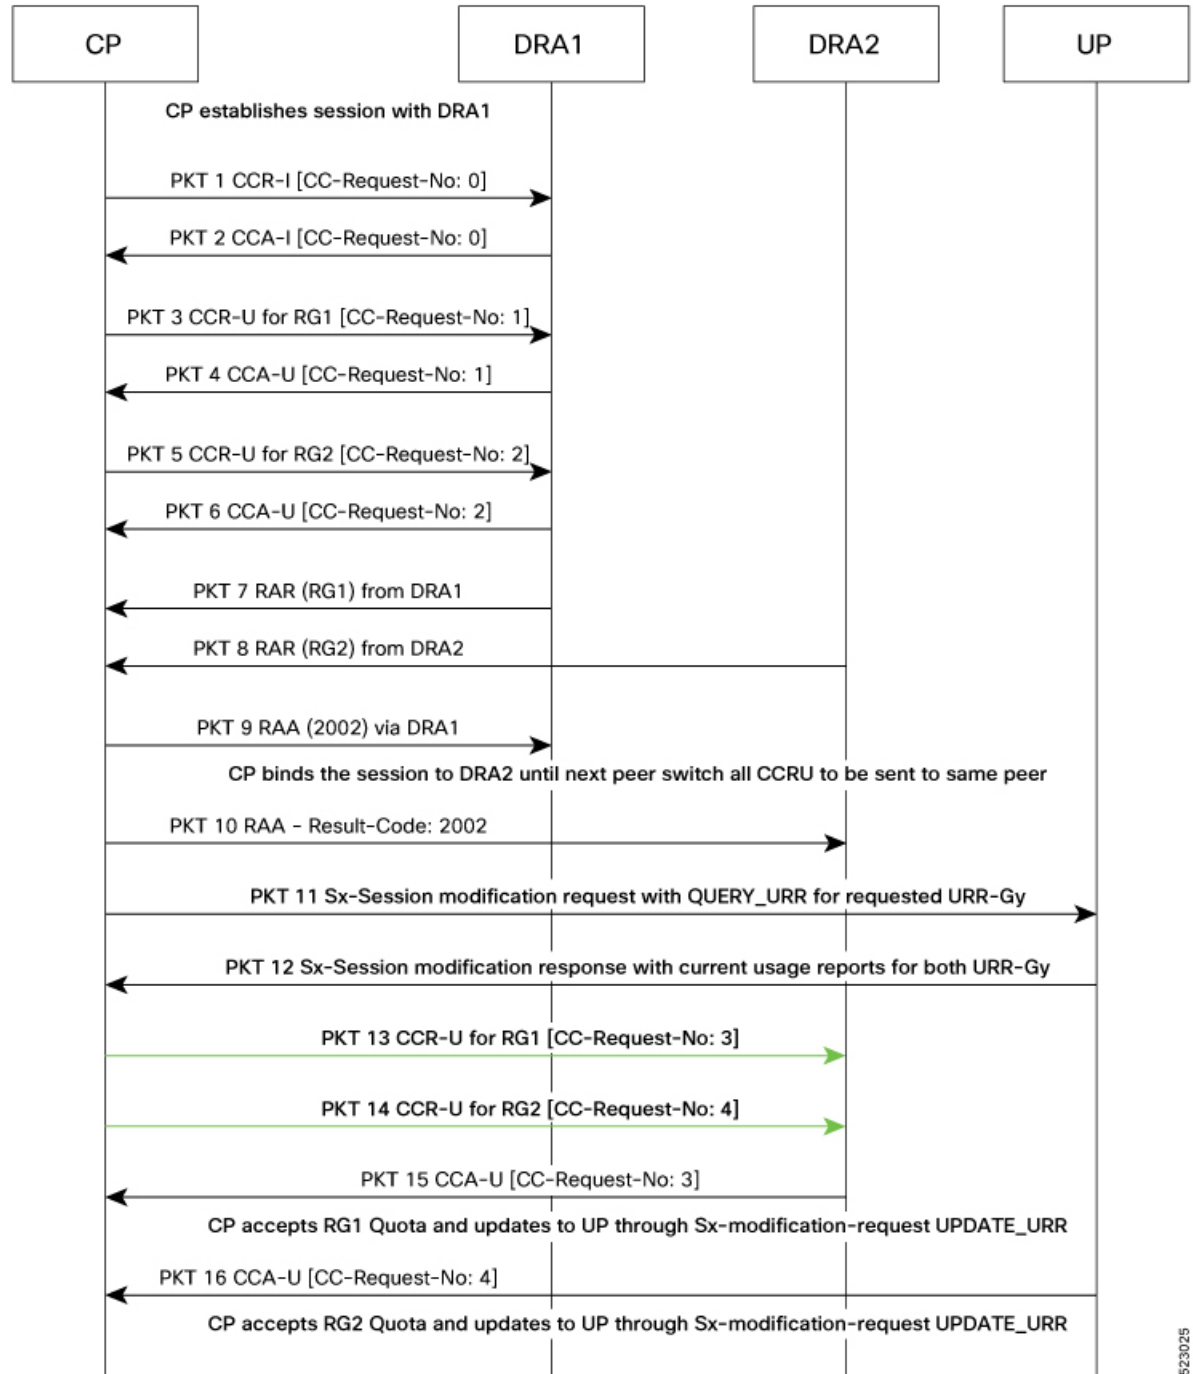 CP
DRA1
DRA2
UP
CP establishes session with DRA1
PKT 1 CCR-I [CC-Request-No: 0]
PKT 2 CCA-I [CC-Request-No: 0]
PKT 3 CCR-U for RG1 [CC-Request-No: 1]
PKT 4 CCA-U [CC-Request-No: 1]
PKT 5 CCR-U for RG2 [CC-Request-No: 2]
PKT 6 CCA-U [CC-Request-No: 2]
PKT 7 RAR (RG1) from DRA1
PKT 8 RAR (RG2) from DRA2
PKT 9 RAA (2002) via DRA1
CP binds the session to DRA2 until next peer switch all CCRU to be sent to same peer
PKT 10 RAA - Result-Code: 2002
PKT 11 Sx-Session modification request with QUERY_URR for requested URR-Gy
PKT 12 Sx-Session modification response with current usage reports for both URR-Gy
PKT 13 CCR-U for RG1 [CC-Request-No: 3]
PKT 14 CCR-U for RG2 [CC-Request-No: 4]
PKT 15 CCA-U [CC-Request-No: 3]
CP accepts RG1 Quota and updates to UP through Sx-modification-request UPDATE_URR
PKT 16 CCA-U [CC-Request-No: 4]
CP accepts RG2 Quota and updates to UP through Sx-modification-request UPDATE_URR
523025